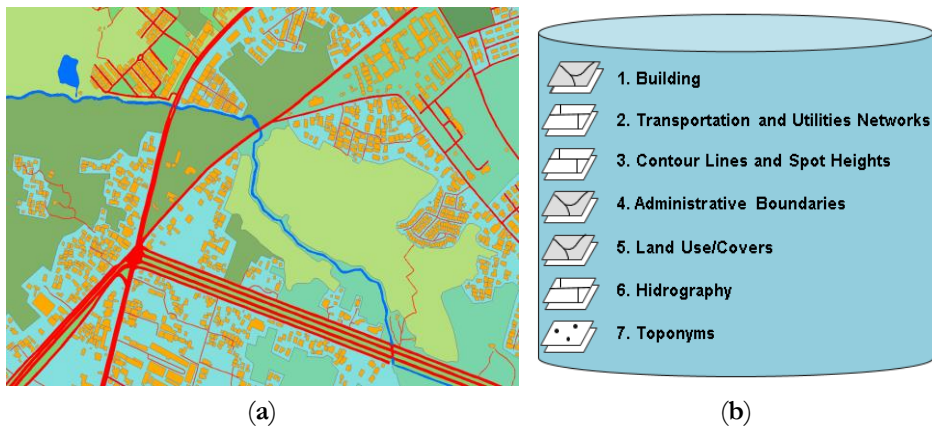 1. Building
2. Transportation and Utilities Networks
3. Contour Lines and Spot Heights
4. Administrative Boundaries
5. Land Use/Covers
6. Hidrography
7. Toponyms
(a)
(b)